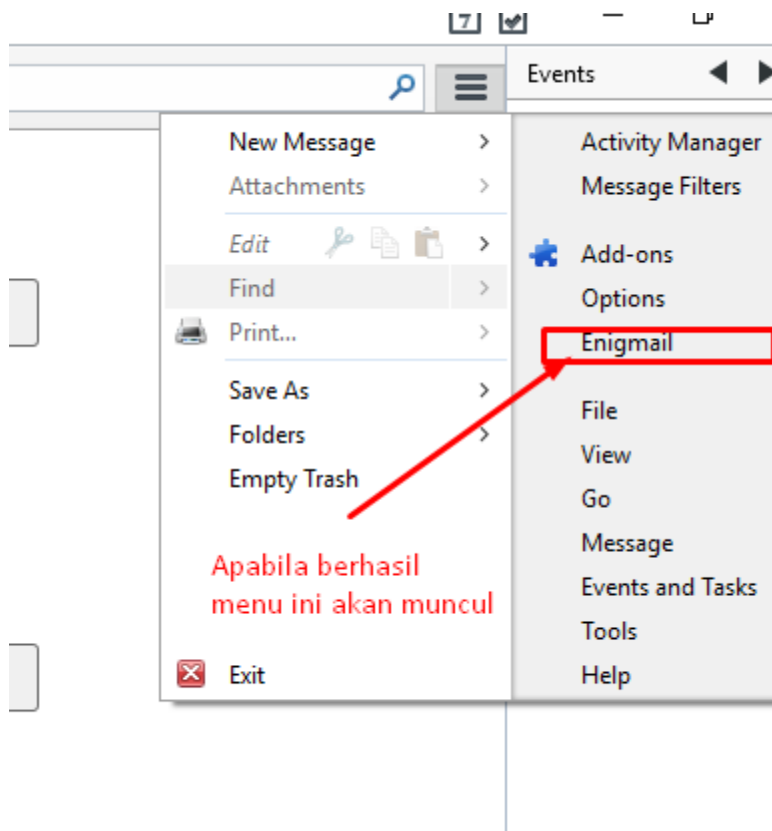 7
Events
New Message
Attachments
Edit
Find
Print...
Save As
Folders
Empty Trash
Apabila berhasil
menu ini akan muncul
Exit
Activity Manager
Message Filters
Add-ons
Options
Enigmail
File
View
Go
Message
Events and Tasks
Tools
Help